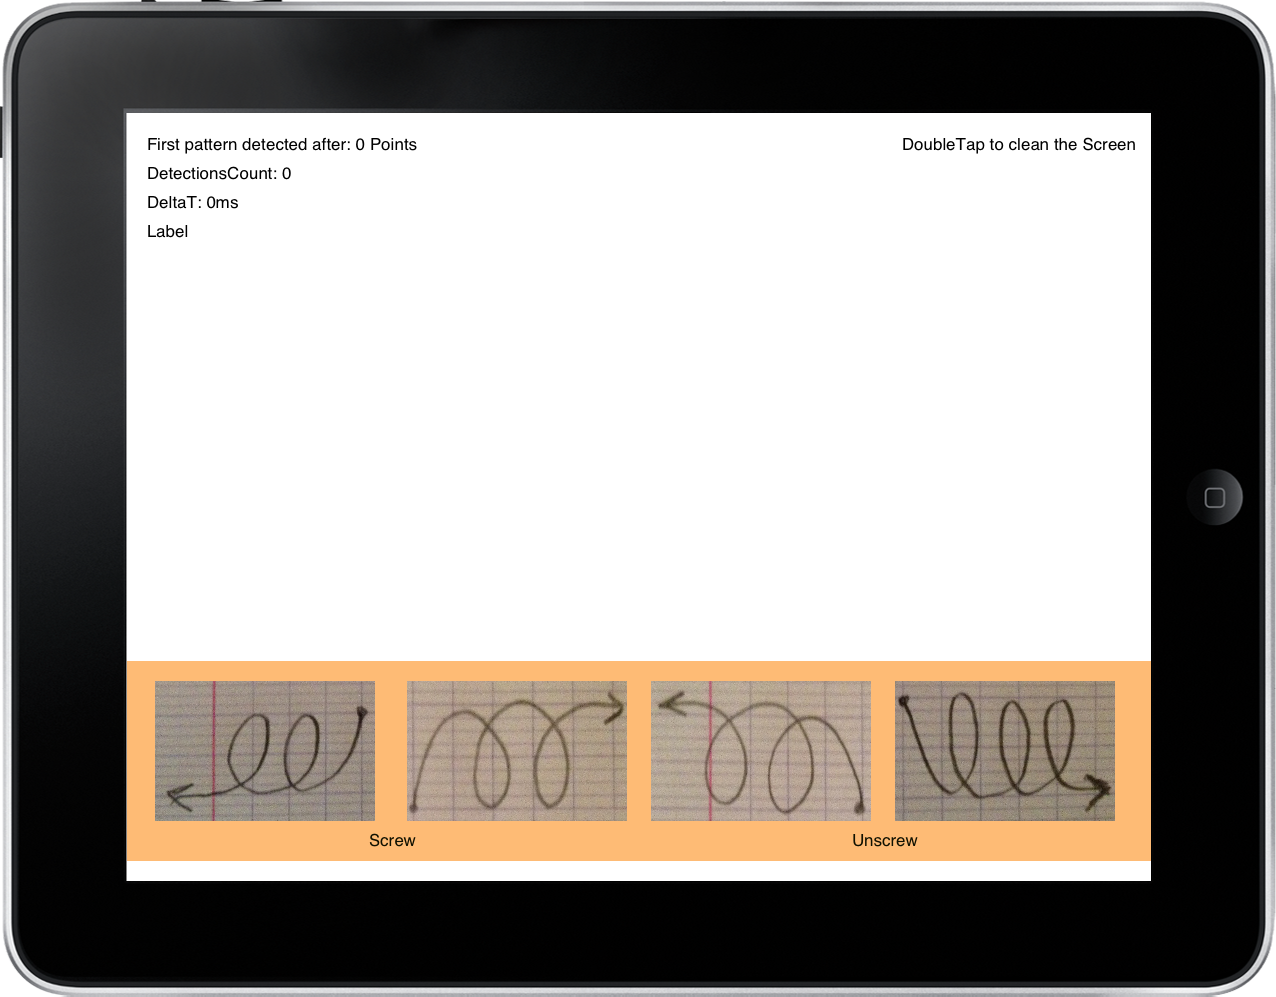 First pattern detected after: 0 Points
DoubleTap to clean the Screen
DetectionsCount: 0
DeltaT: 0ms
Label
Screw
Unscrew